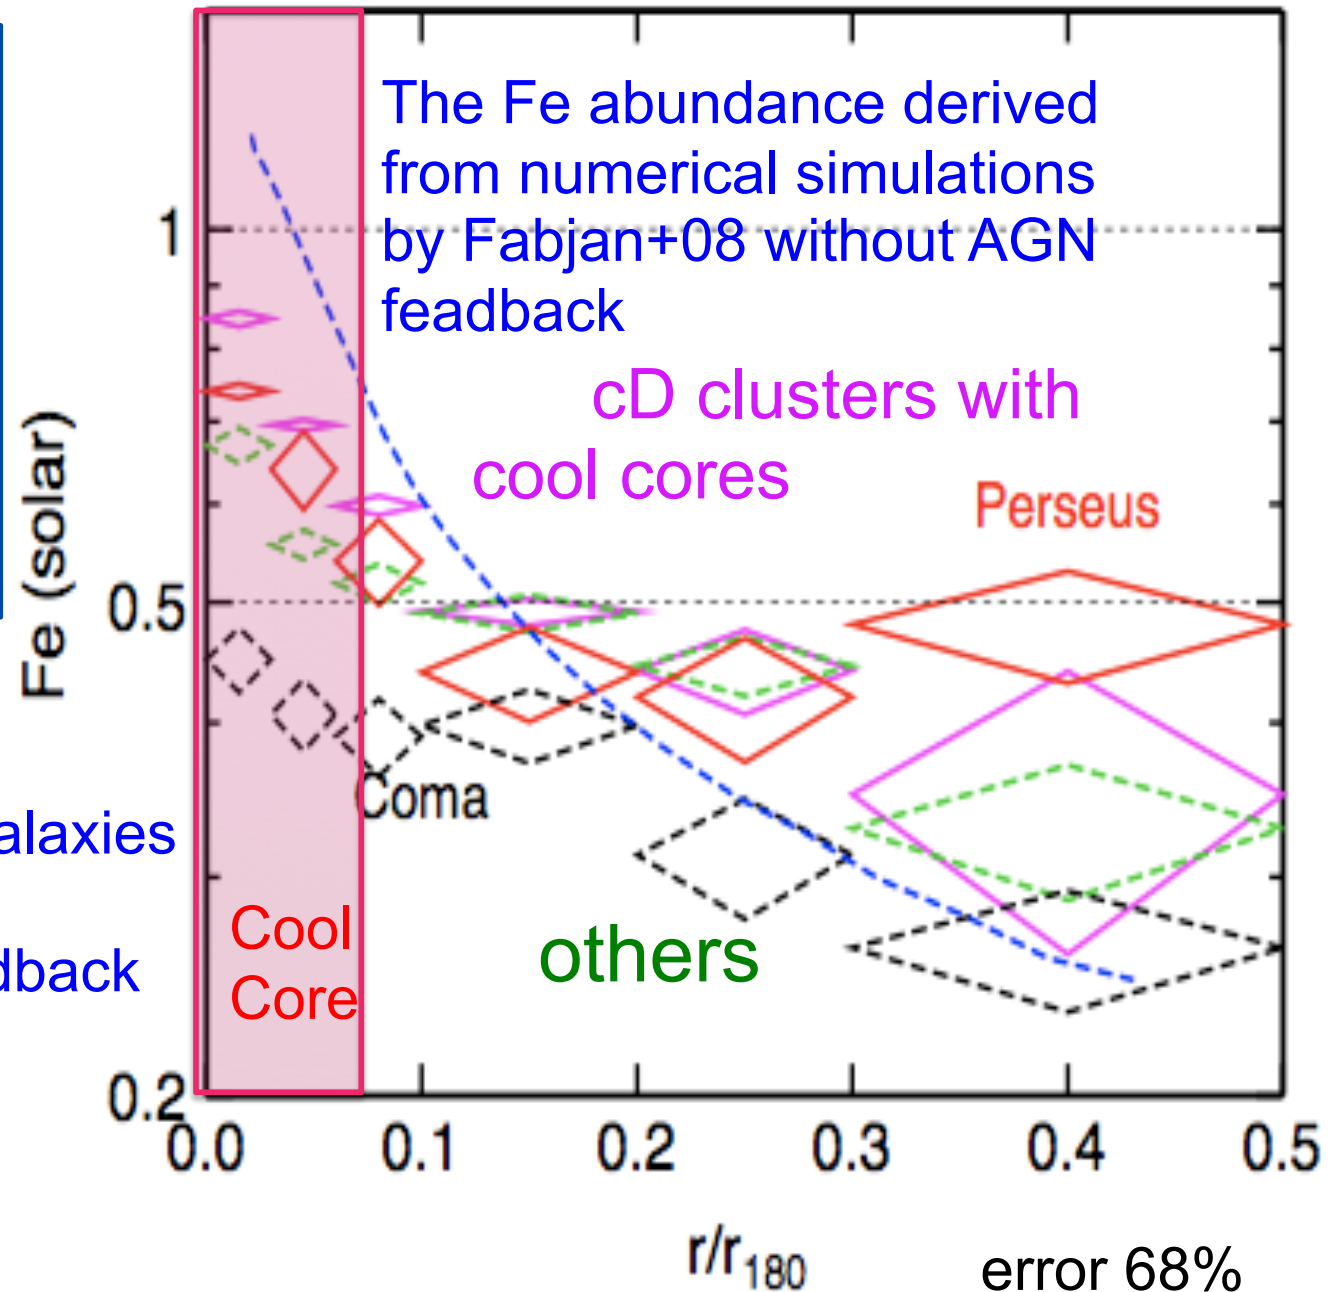 The Fe abundance derived
from numerical simulations
by Fabjan+08 without AGN
feadback
1
cD clusters with
cool cores
Perseus
Fe (solar)
0.5
Coma
alaxies
Cool
Core
others
dback
0.2
0.0 0.1 0.2 0.3 0.4 0.5
r/r180
error 68%